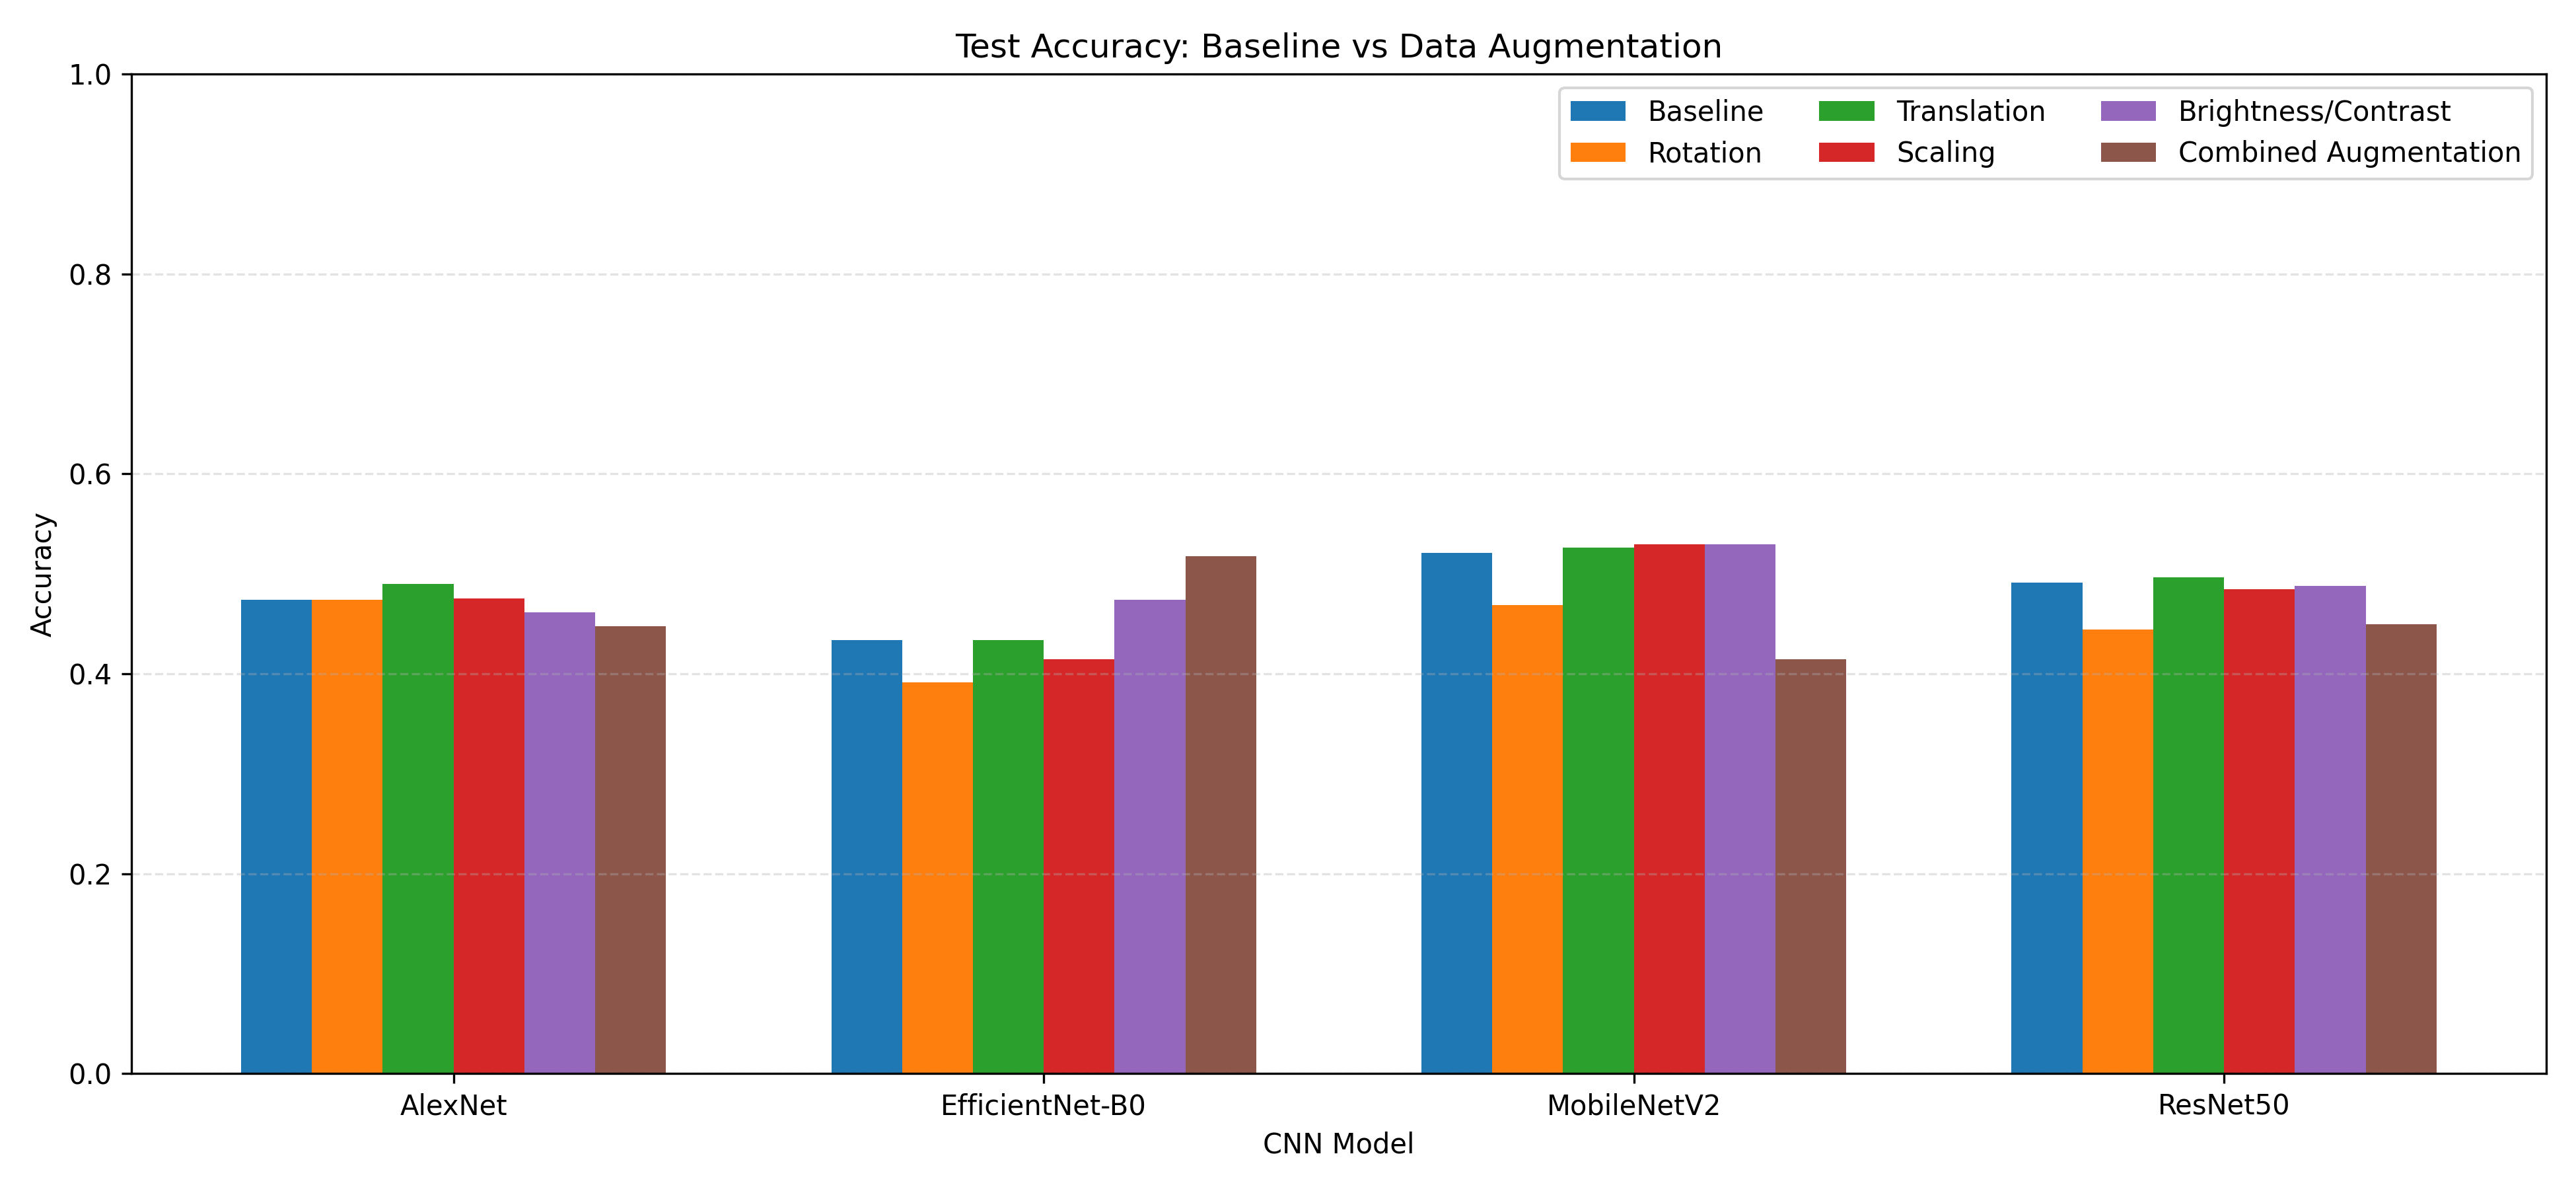 Test Accuracy: Baseline vs Data Augmentation
1.0
Baseline Translation Brightness/Contrast
Rotation Scaling Combined Augmentation
0.8
0.6
Accuracy
0.4
0.2
0.0
AlexNet EfficientNet-B0 MobileNetV2 ResNet50
CNN Model